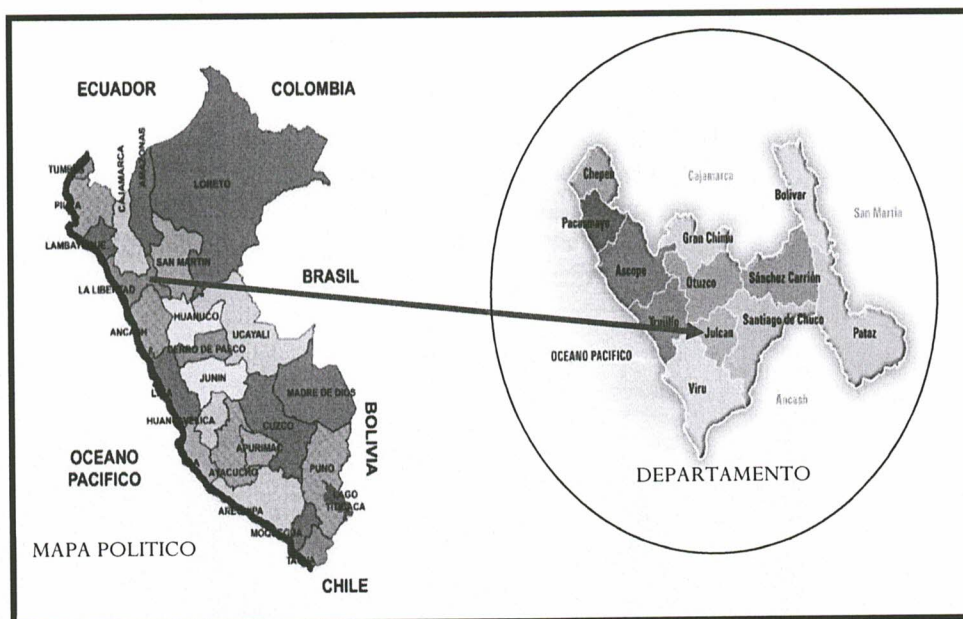 ECUADOR
COLOMBIA
TUMBES
PIURA
CAJAMARCA
AMAZONAS
LORETO
LAMBAYEQUE
SAN MARTIN
BRASIL
LA LIBERTAD
ANCASH
HUANUCO
UCAYALI
CERRO DE PASCO
JUNIN
LIMA
MADRE DE DIOS
HUANCAVELICA
CUZCO
BOLIVIA
OCEANO
PACIFICO
APURIMAC
AYACUCHO
PUNO
LAGO
TITICACA
AREQUIPA
MOQUEGUA
TACNA
MAPA POLITICO
CHILE
Chepen
Cajamarca
Bolivar
San Martin
Pacasmayo
Gran Chimu
Ascope
Otuzco
Sánchez Carrión
Trujillo
Julcan
Santiago de Chuco
Pataz
OCEANO PACIFICO
Viru
Ancash
DEPARTAMENTO